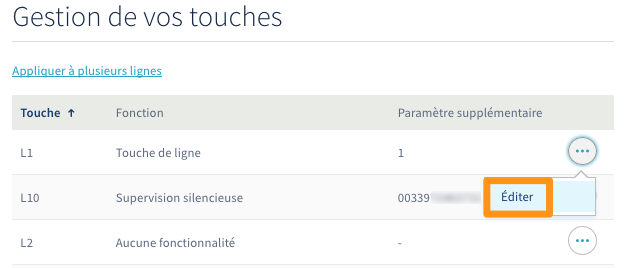 Gestion de vos touches
Appliquer à plusieurs lignes
Touche ↑ Fonction Paramètre supplémentaire
L1 Touche de ligne 1
L10 Supervision silencieuse 00339 Éditer
L2 Aucune fonctionnalité -